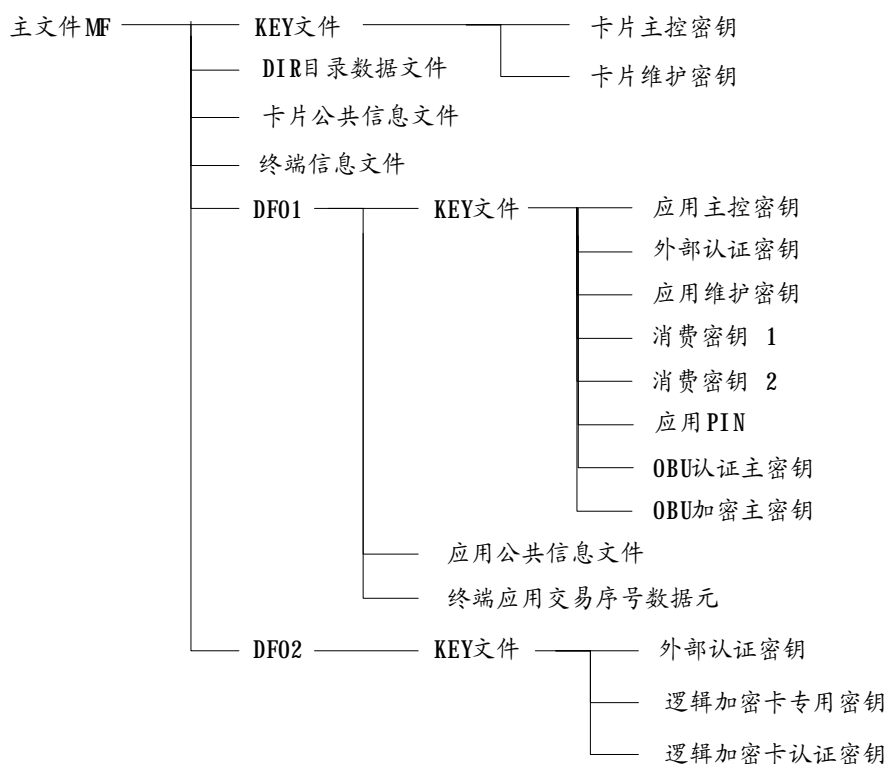 主文件MF KEY文件 卡片主控密钥
DIR目录数据文件 卡片维护密钥
卡片公共信息文件
终端信息文件
DF01 KEY文件 应用主控密钥
外部认证密钥
应用维护密钥
消费密钥 1
消费密钥 2
应用PIN
OBU认证主密钥
OBU加密主密钥
应用公共信息文件
终端应用交易序号数据元
DF02 KEY文件 外部认证密钥
逻辑加密卡专用密钥
逻辑加密卡认证密钥